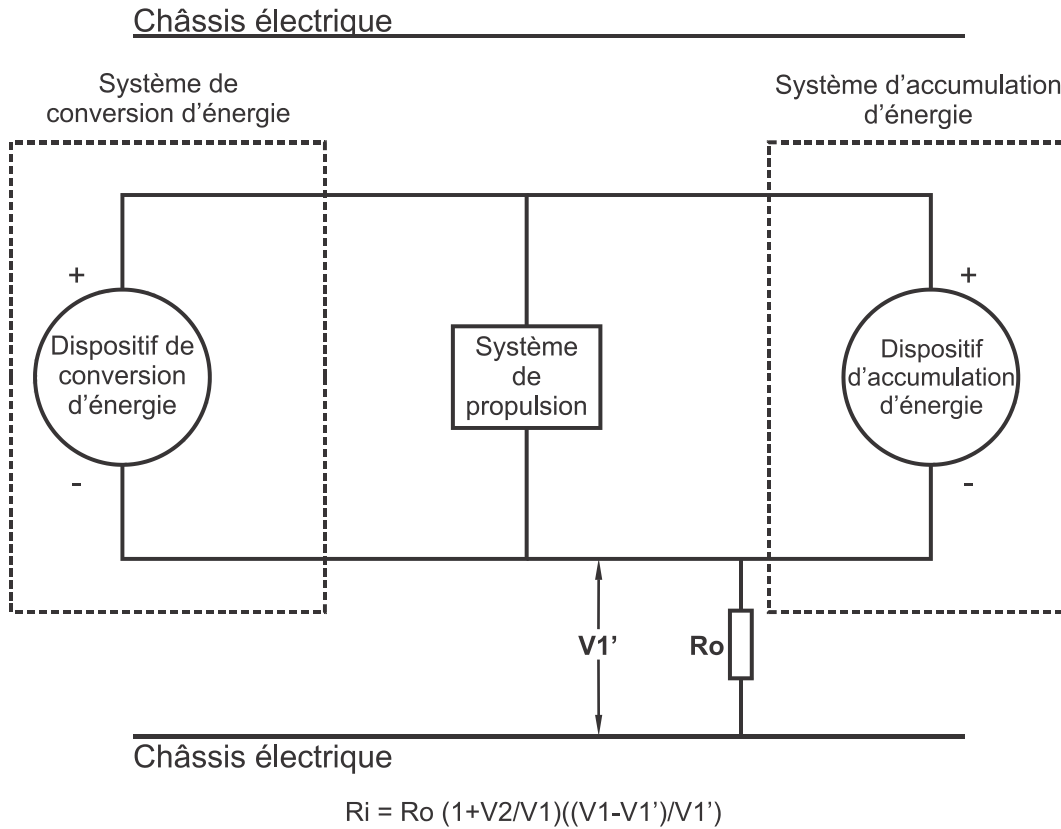 Châssis électrique
Système de
conversion d’énergie
Système d’accumulation
d’énergie
+
Dispositif de
conversion
d’énergie
-
Système
de
propulsion
+
Dispositif
d’accumulation
d’énergie
-
V1’
Ro
Châssis électrique
Ri = Ro (1+V2/V1)((V1-V1’)/V1’)